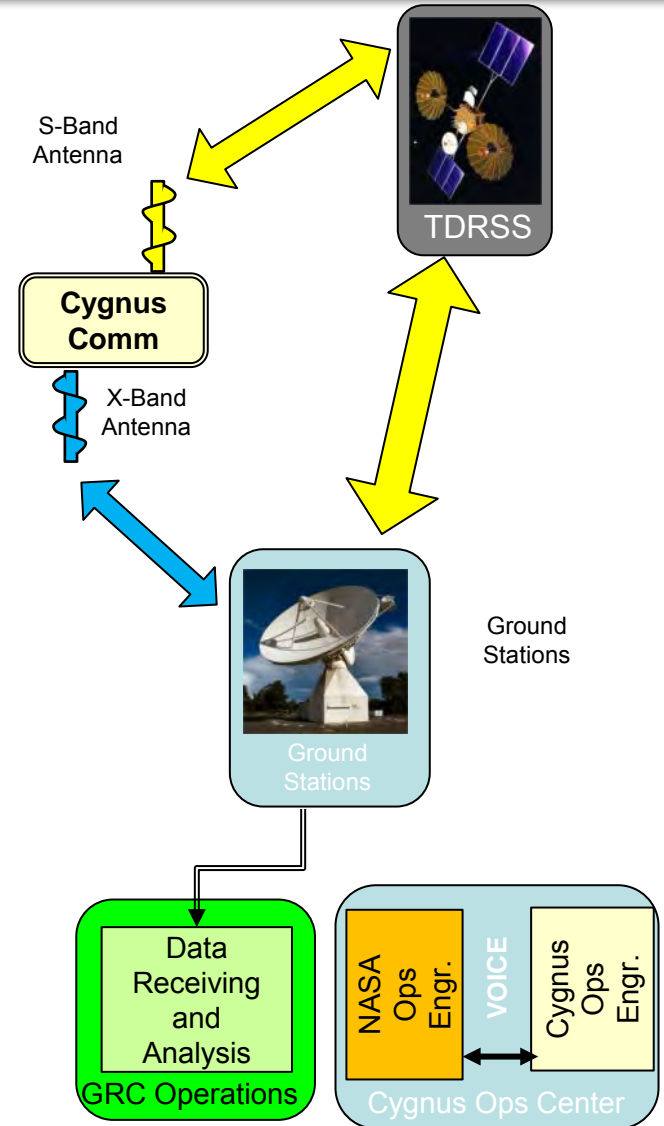 TDRSS
S-Band
Antenna
Cygnus
Comm
X-Band
Antenna
Ground
Stations
Ground
Stations
Data
Receiving
and
Analysis
GRC Operations
NASA
Ops
Engr.
VOICE
Cygnus
Ops
Engr.
Cygnus Ops Center